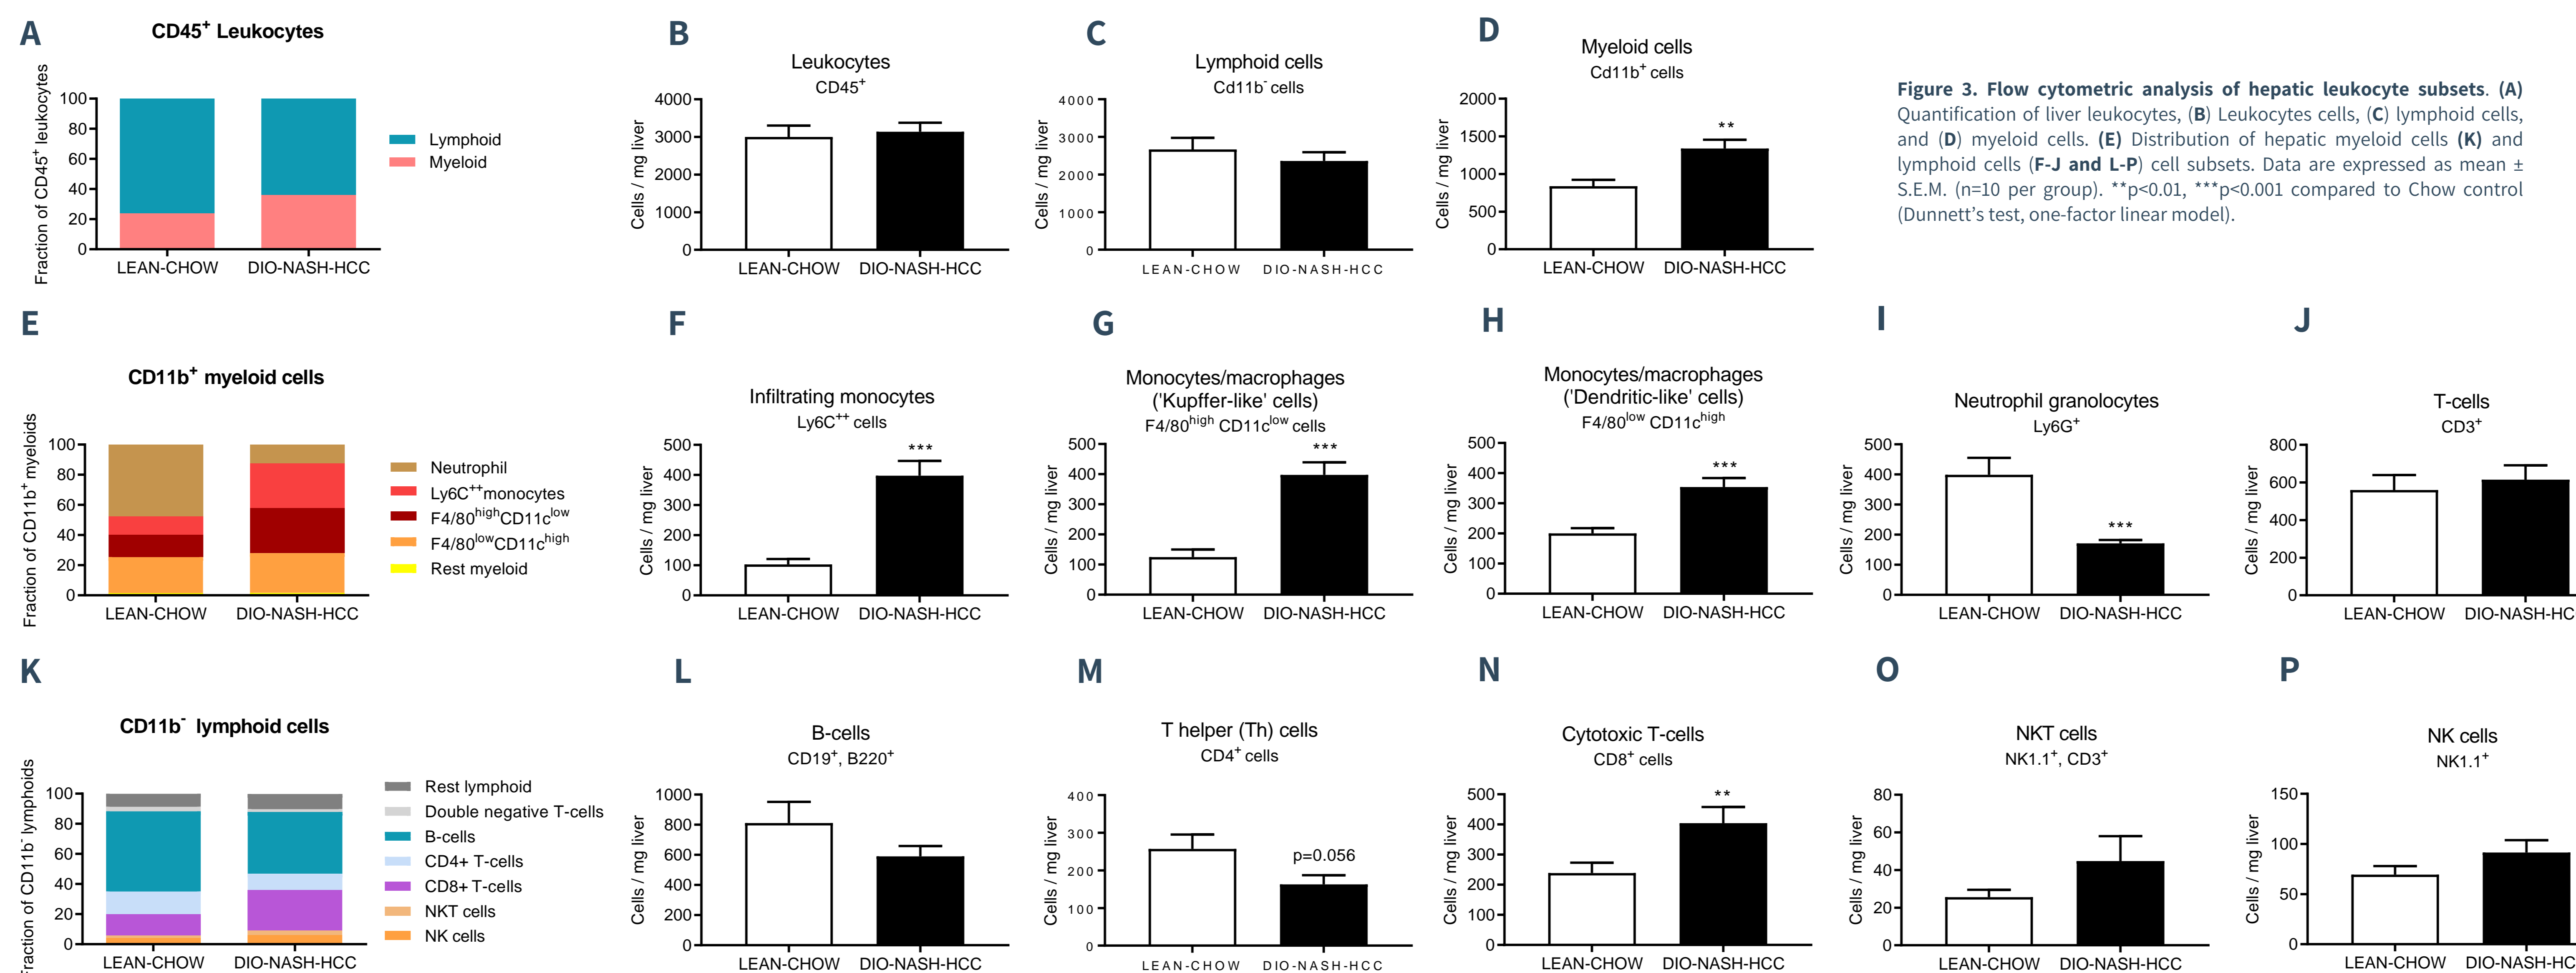 A
CD45+ Leukocytes
Fraction of CD45+ leukocytes
100
80
60
40
20
0
LEAN-CHOW DIO-NASH-HCC
Lymphoid
Myeloid
B
Leukocytes
CD45+
Cells / mg liver
4000
3000
2000
1000
0
LEAN-CHOW DIO-NASH-HCC
C
Lymphoid cells
Cd11b- cells
Cells / mg liver
4000
3000
2000
1000
0
LEAN-CHOW DIO-NASH-HCC
D
Myeloid cells
Cd11b+ cells
Cells / mg liver
2000
1500
1000
500
0
**
LEAN-CHOW DIO-NASH-HCC
Figure 3. Flow cytometric analysis of hepatic leukocyte subsets. (A)
Quantification of liver leukocytes, (B) Leukocytes cells, (C) lymphoid cells,
and (D) myeloid cells. (E) Distribution of hepatic myeloid cells (K) and
lymphoid cells (F-J and L-P) cell subsets. Data are expressed as mean ±
S.E.M. (n=10 per group). **p<0.01, ***p<0.001 compared to Chow control
(Dunnett's test, one-factor linear model).
E
CD11b+ myeloid cells
Fraction of CD11b+ myeloids
100
80
60
40
20
0
LEAN-CHOW DIO-NASH-HCC
Neutrophil
Ly6C++monocytes
F4/80highCD11clow
F4/80lowCD11chigh
Rest myeloid
F
Infiltrating monocytes
Ly6C++ cells
Cells / mg liver
500
400
300
200
100
0
***
LEAN-CHOW DIO-NASH-HCC
G
Monocytes/macrophages
('Kupffer-like' cells)
F4/80high CD11clow cells
Cells / mg liver
500
400
300
200
100
0
***
LEAN-CHOW DIO-NASH-HCC
H
Monocytes/macrophages
('Dendritic-like' cells)
F4/80low CD11chigh
Cells / mg liver
500
400
300
200
100
0
***
LEAN-CHOW DIO-NASH-HCC
I
Neutrophil granolocytes
Ly6G+
Cells / mg liver
500
400
300
200
100
0
***
LEAN-CHOW DIO-NASH-HCC
J
T-cells
CD3+
Cells / mg liver
800
600
400
200
0
LEAN-CHOW DIO-NASH-HC
K
CD11b- lymphoid cells
Fraction of CD11b- lymphoids
100
80
60
40
20
0
LEAN-CHOW DIO-NASH-HCC
Rest lymphoid
Double negative T-cells
B-cells
CD4+ T-cells
CD8+ T-cells
NKT cells
NK cells
L
B-cells
CD19+, B220+
Cells / mg liver
1000
800
600
400
200
0
LEAN-CHOW DIO-NASH-HCC
M
T helper (Th) cells
CD4+ cells
Cells / mg liver
400
300
200
100
0
p=0.056
LEAN-CHOW DIO-NASH-HCC
N
Cytotoxic T-cells
CD8+ cells
Cells / mg liver
500
400
300
200
100
0
**
LEAN-CHOW DIO-NASH-HCC
O
NKT cells
NK1.1+, CD3+
Cells / mg liver
80
60
40
20
0
LEAN-CHOW DIO-NASH-HCC
P
NK cells
NK1.1+
Cells / mg liver
150
100
50
0
LEAN-CHOW DIO-NASH-HC